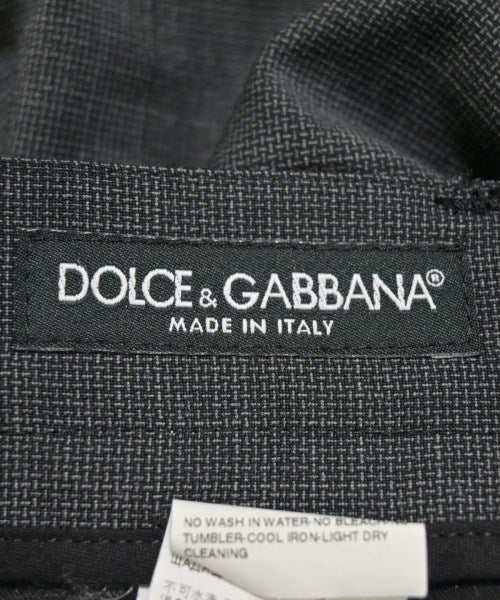 DOLCE & GABBANA®
MADE IN ITALY
NO WASH IN WATER-NO BLEACH
TUMBLER-COOL IRON-LIGHT DRY
CLEANING
不可水洗